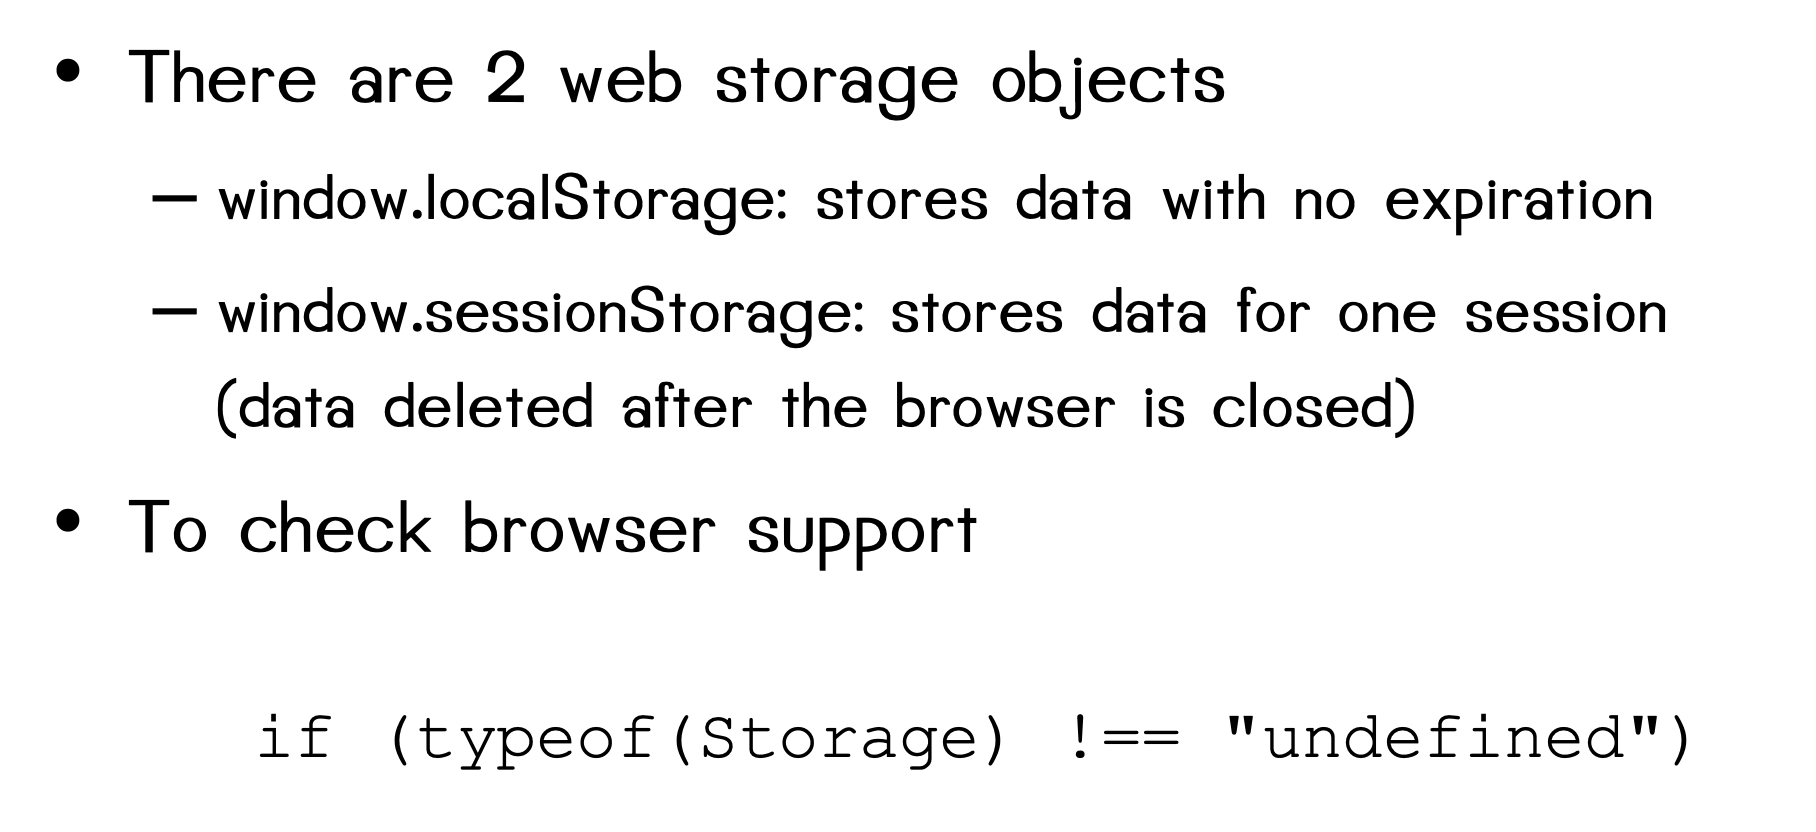 • There are 2 web storage objects
– window.localStorage: stores data with no expiration
– window.sessionStorage: stores data for one session
(data deleted after the browser is closed)
• To check browser support
if (typeof(Storage) !== "undefined")